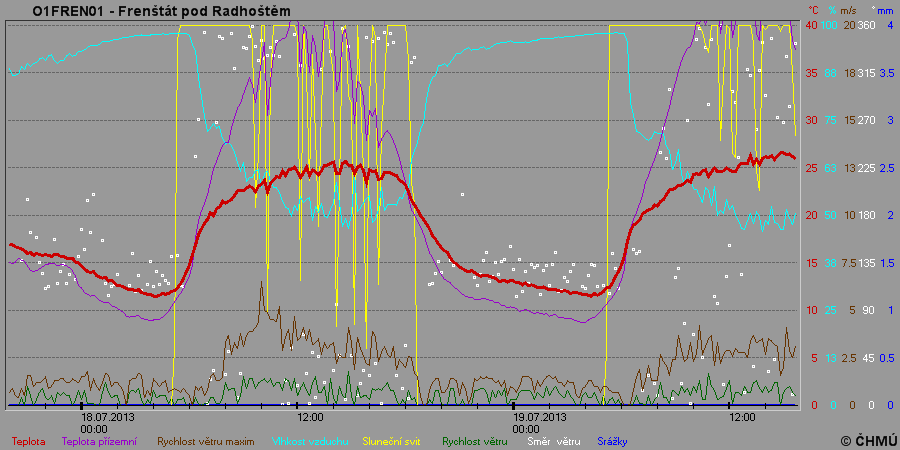 O1FREN01 - Frenštát pod Radhoštěm
°C % m/s ° mm
40 100 20 360 4
35 88 18 315 3.5
30 75 15 270 3
25 63 13 225 2.5
20 50 10 180 2
15 38 7.5 135 1.5
10 25 5 90 1
5 13 2.5 45 0.5
0 0 0 0 0
18.07.2013 12:00 19.07.2013 12:00
00:00 00:00
Teplota Teplota přízemní Rychlost větru maxim Vlhkost vzduchu Sluneční svit Rychlost větru Směr větru Srážky
© ČHMÚ